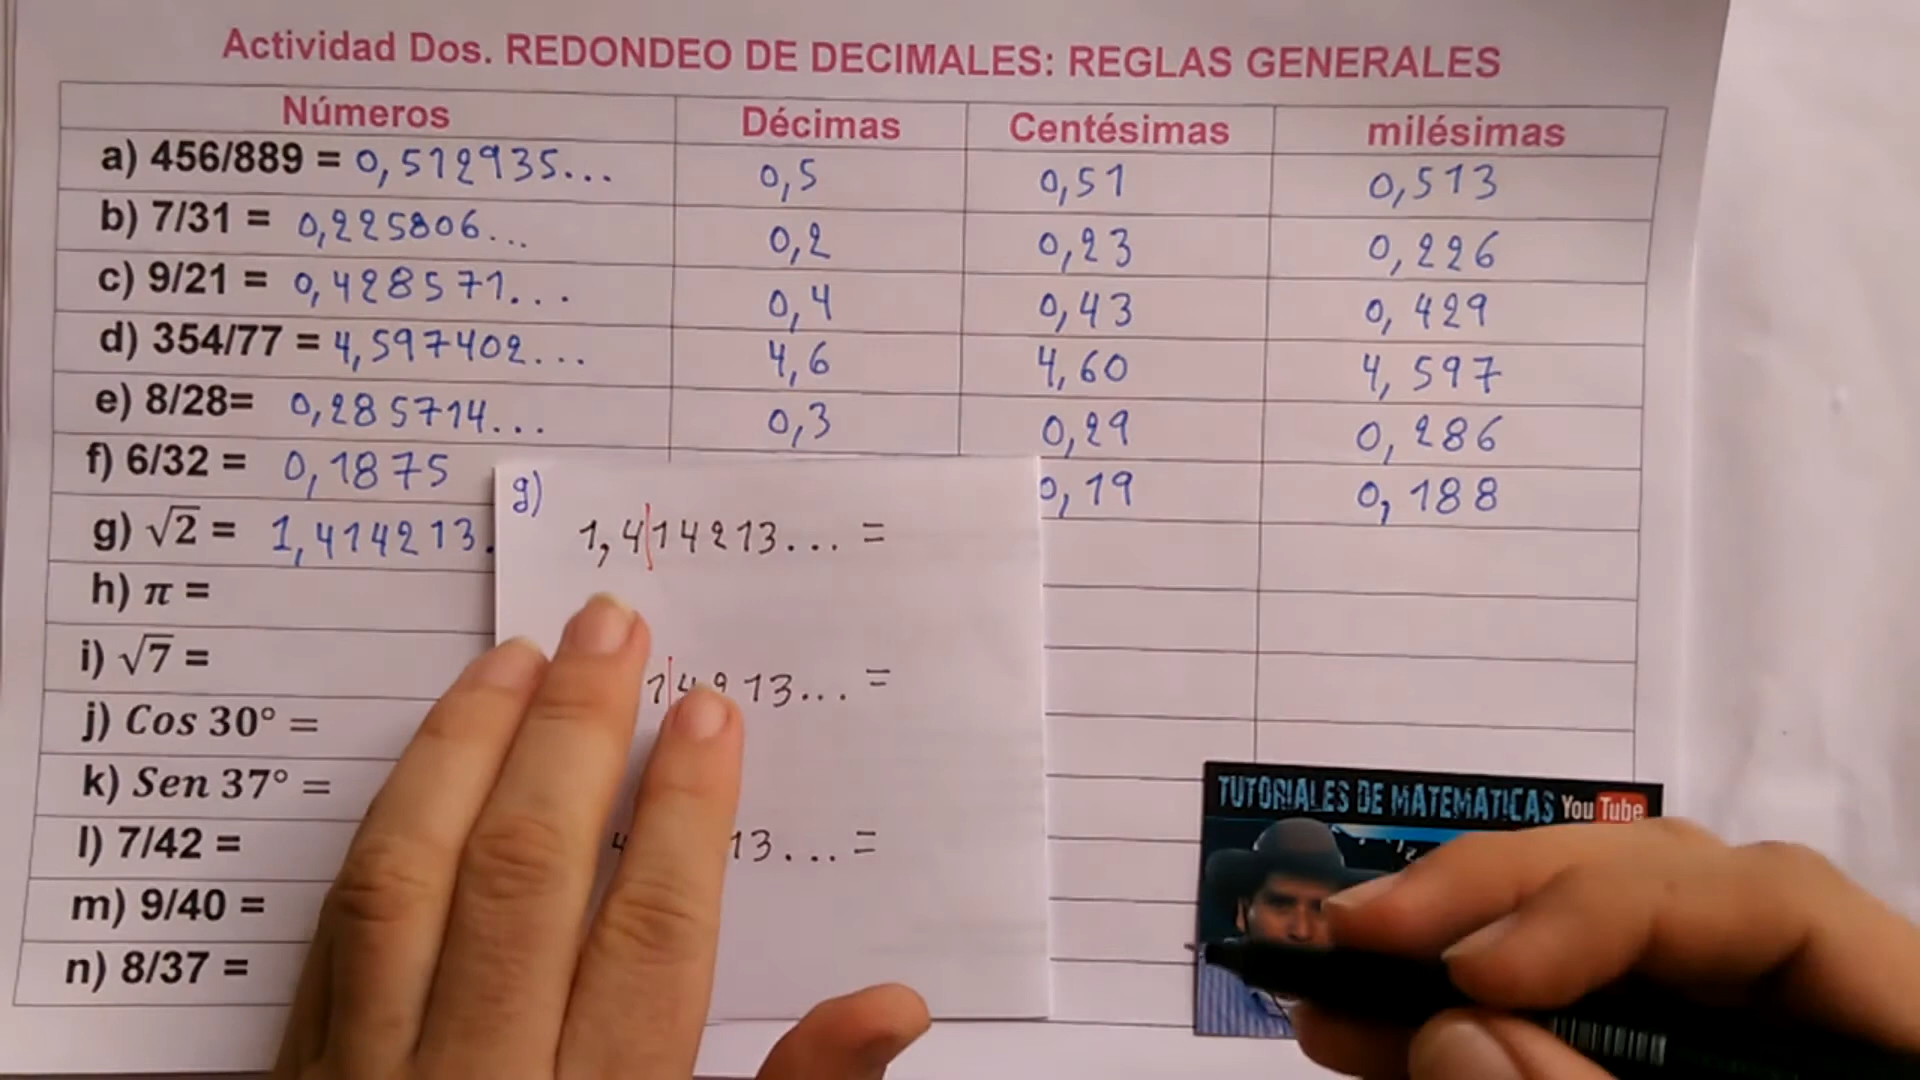 Actividad Dos. REDONDEO DE DECIMALES: REGLAS GENERALES
Números Décimas Centésimas milésimas
a) 456/889 = 0,512935... 0,5 0,51 0,513
b) 7/31 = 0,225806... 0,2 0,23 0,226
c) 9/21 = 0,428571... 0,4 0,43 0,429
d) 354/77 = 4,597402... 4,6 4,60 4,597
e) 8/28= 0,285714... 0,3 0,29 0,286
f) 6/32 = 0,1875 0,19 0,188
g) √2 = 1,414213.
h) π =
i) √7 =
j) Cos 30° =
k) Sen 37° =
l) 7/42 =
m) 9/40 =
n) 8/37 =
g)
1,4|14213... =
1|4213... =
13... =
TUTORIALES DE MATEMATICAS YouTube